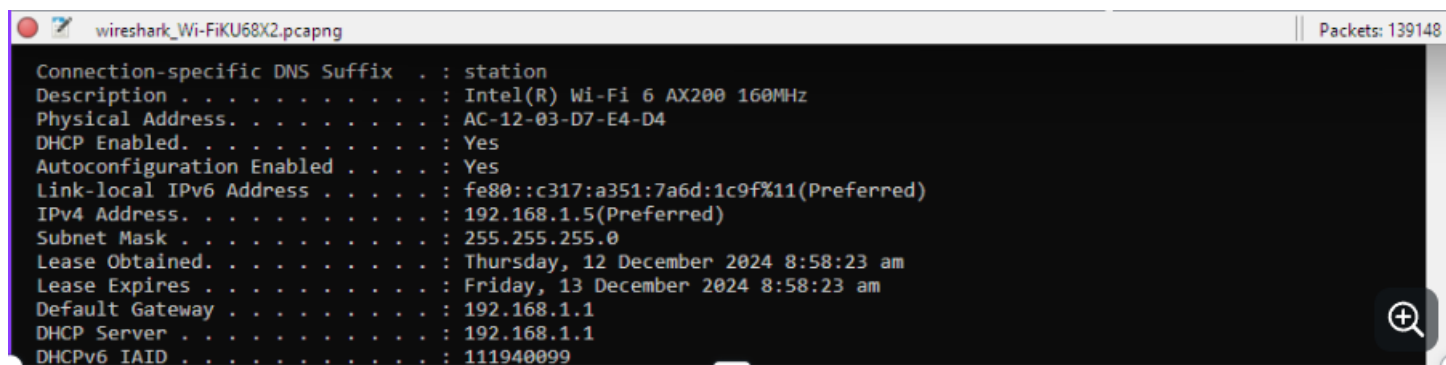 wireshark_Wi-FiKU68X2.pcapng Packets: 139148
Connection-specific DNS Suffix . : station
Description . . . . . . . . . . . : Intel(R) Wi-Fi 6 AX200 160MHz
Physical Address. . . . . . . . . : AC-12-03-D7-E4-D4
DHCP Enabled. . . . . . . . . . . : Yes
Autoconfiguration Enabled . . . . : Yes
Link-local IPv6 Address . . . . . : fe80::c317:a351:7a6d:1c9f%11(Preferred)
IPv4 Address. . . . . . . . . . . : 192.168.1.5(Preferred)
Subnet Mask . . . . . . . . . . . : 255.255.255.0
Lease Obtained. . . . . . . . . . : Thursday, 12 December 2024 8:58:23 am
Lease Expires . . . . . . . . . . : Friday, 13 December 2024 8:58:23 am
Default Gateway . . . . . . . . . : 192.168.1.1
DHCP Server . . . . . . . . . . . : 192.168.1.1
DHCPv6 IAID . . . . . . . . . . . : 111940099